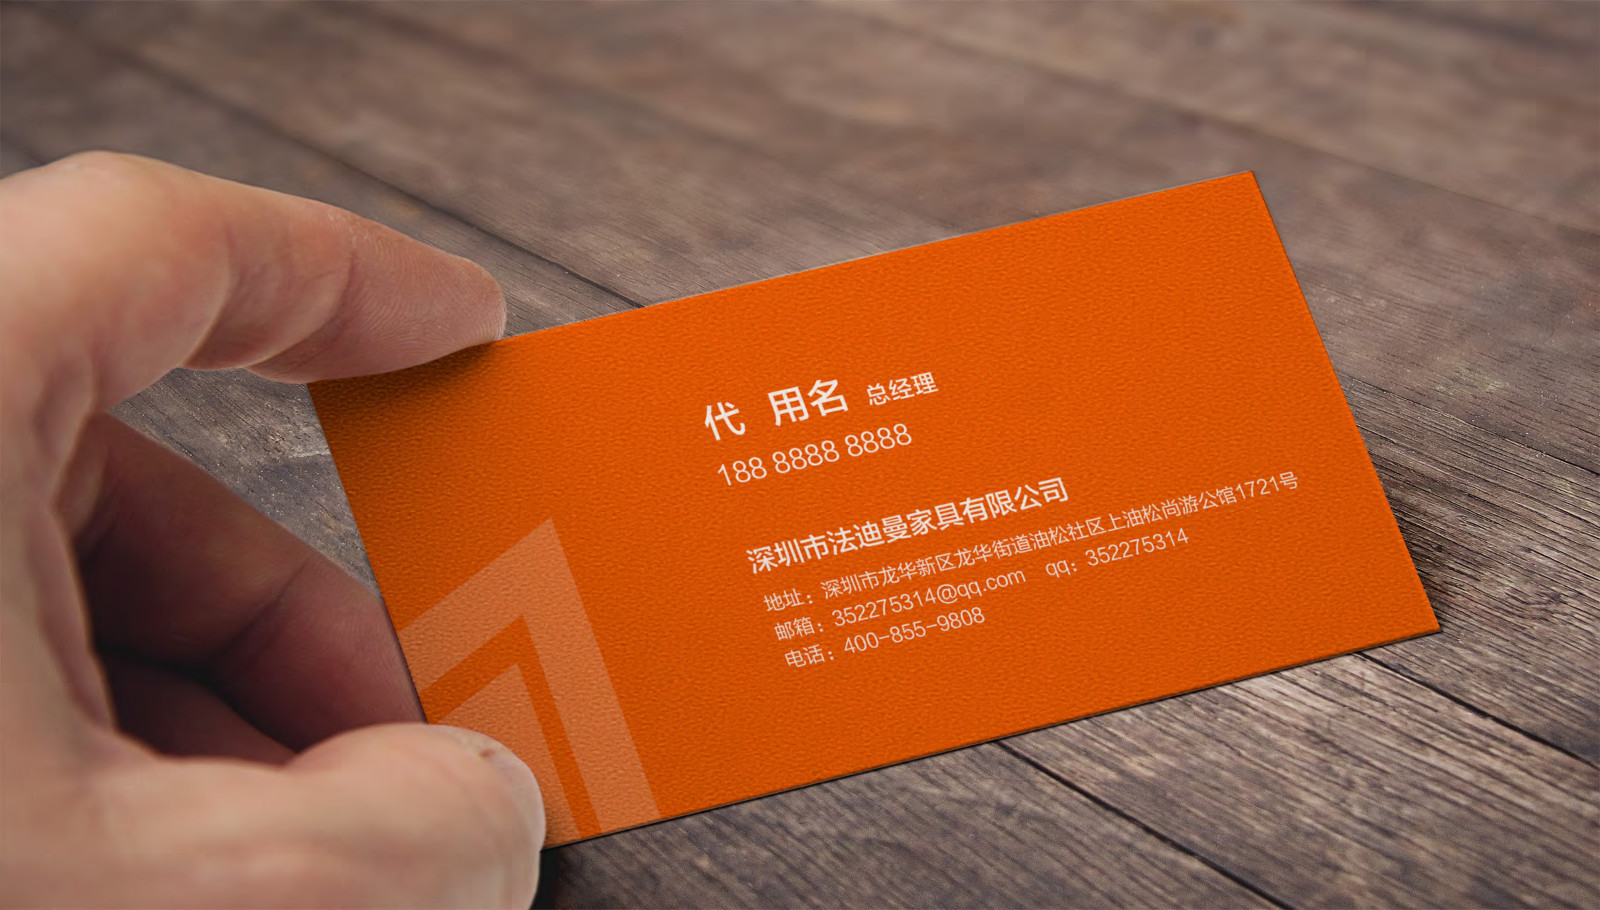 代 用名 总经理
188 8888 8888
深圳市法迪曼家具有限公司
地址：深圳市龙华新区龙华街道油松社区上油松尚游公馆1721号
邮箱：352275314@qq.com qq：352275314
电话：400-855-9808